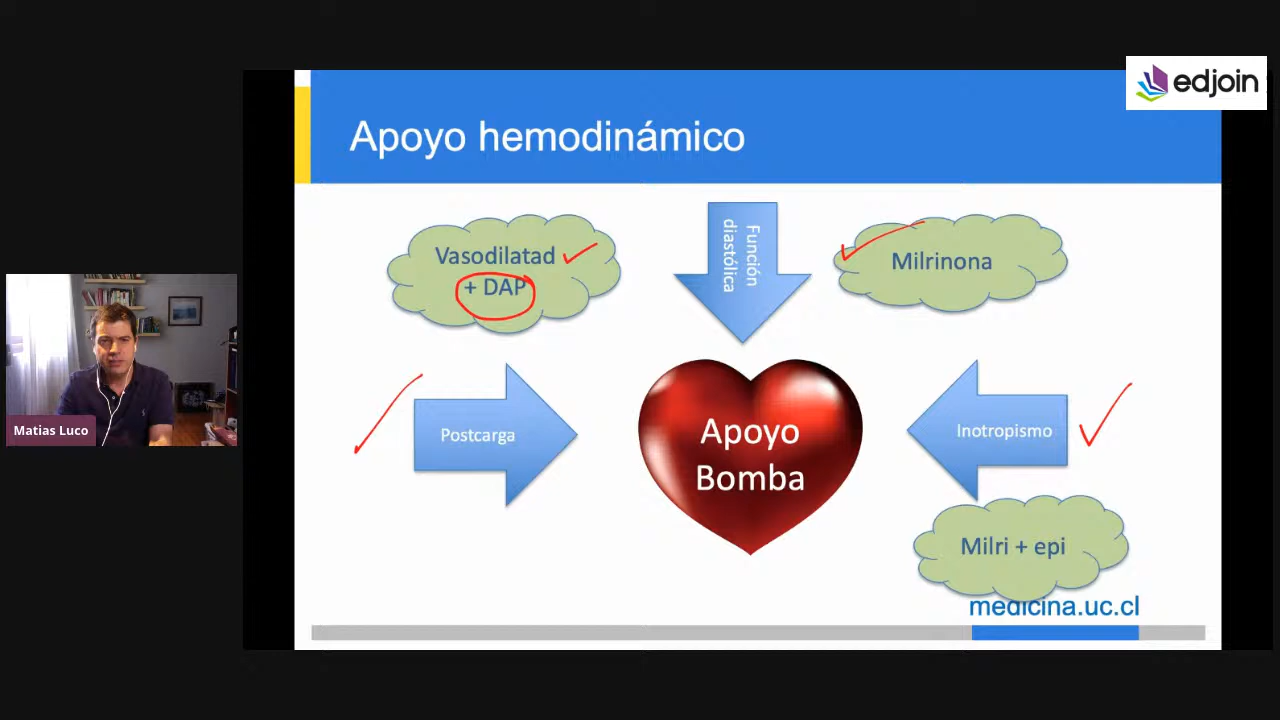 edjoin
Apoyo hemodinámico
Vasodilatad
+ DAP
Función
diastólica
Milrinona
Postcarga
Apoyo
Bomba
Inotropismo
Milri + epi
medicina.uc.cl
Matias Luco